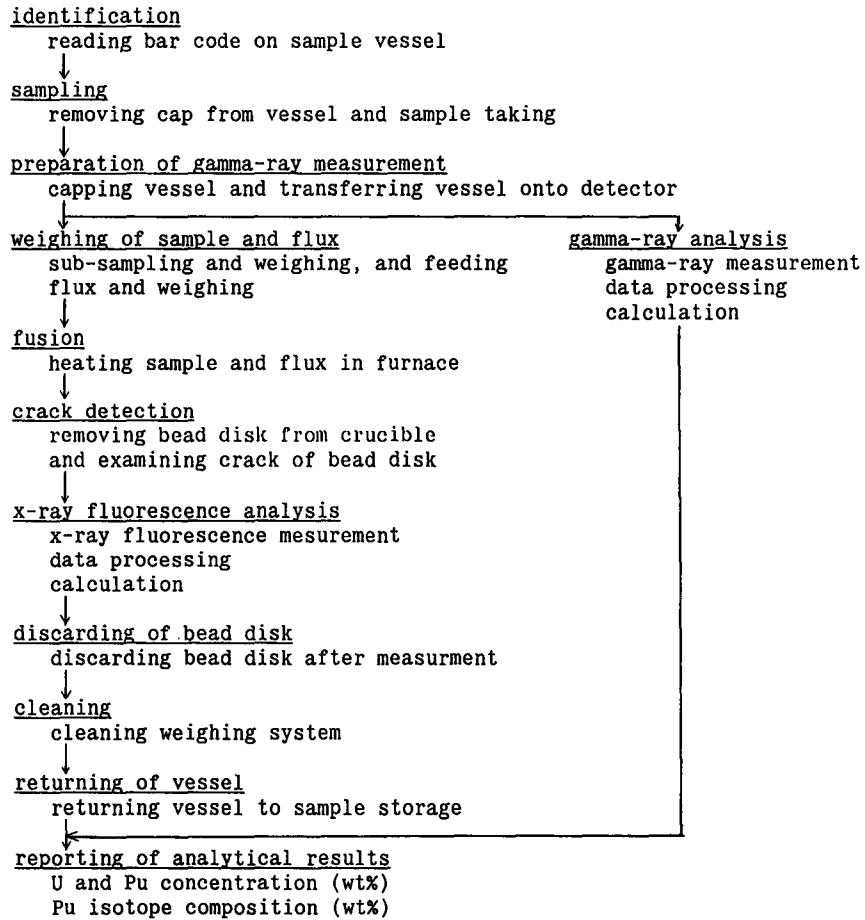 identification
reading bar code on sample vessel
sampling
removing cap from vessel and sample taking
preparation of gamma-ray measurement
capping vessel and transferring vessel onto detector
weighing of sample and flux
sub-sampling and weighing, and feeding
flux and weighing
gamma-ray analysis
gamma-ray measurement
data processing
calculation
fusion
heating sample and flux in furnace
crack detection
removing bead disk from crucible
and examining crack of bead disk
x-ray fluorescence analysis
x-ray fluorescence mesurement
data processing
calculation
discarding of bead disk
discarding bead disk after measurment
cleaning
cleaning weighing system
returning of vessel
returning vessel to sample storage
reporting of analytical results
U and Pu concentration (wt%)
Pu isotope composition (wt%)